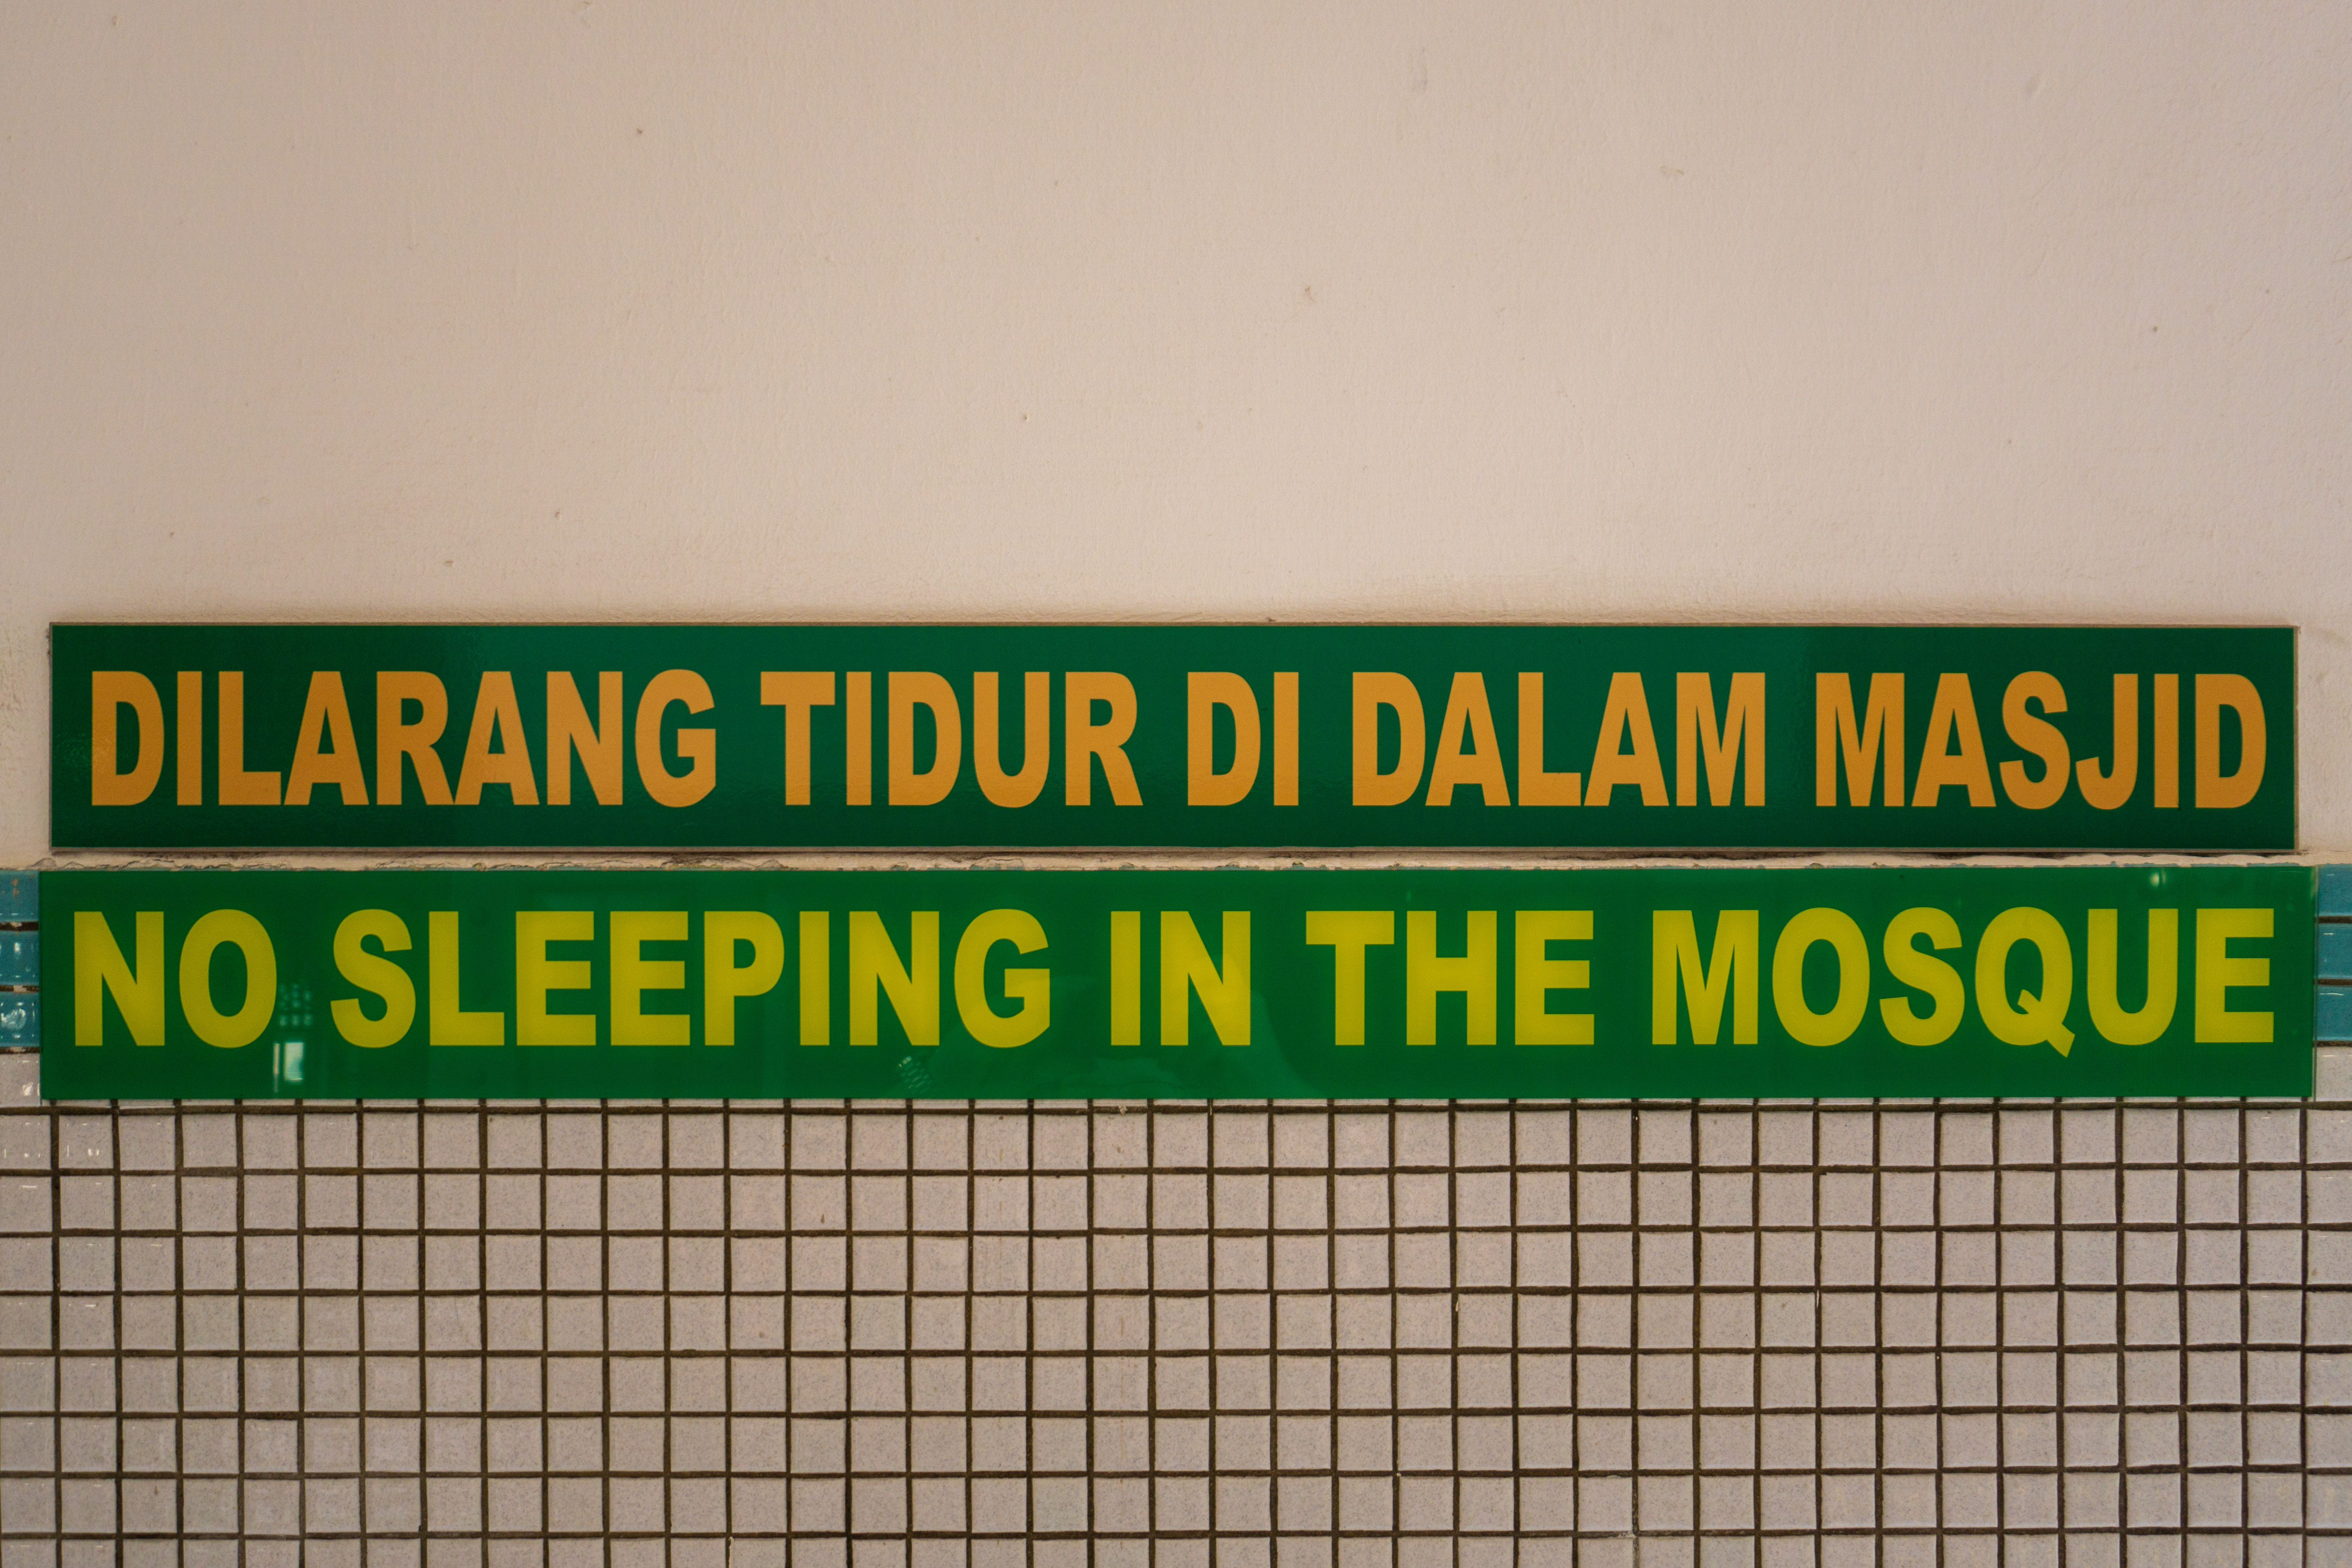 DILARANG TIDUR DI DALAM MASJID
NO SLEEPING IN THE MOSQUE